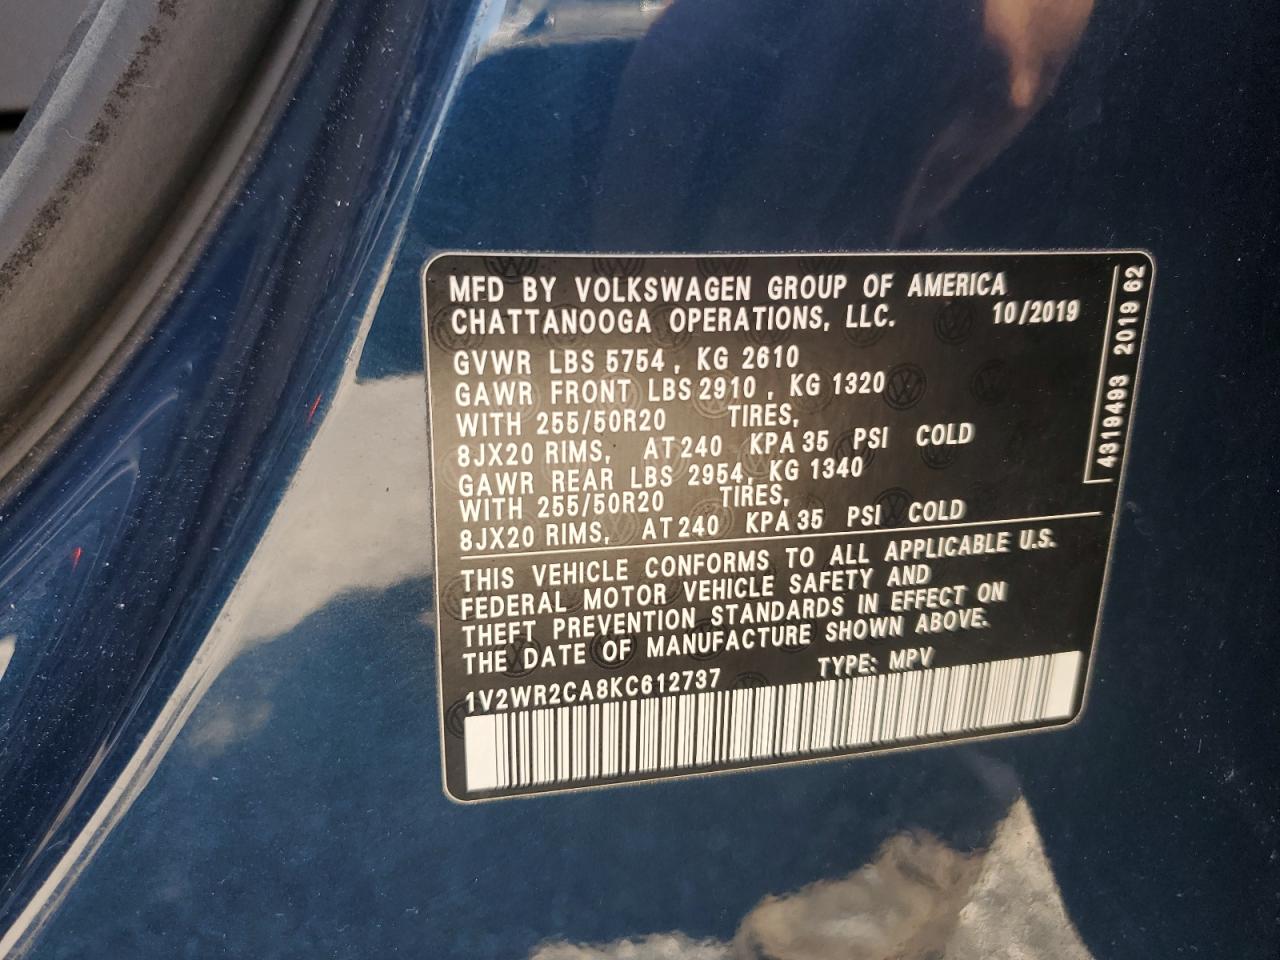 MFD BY VOLKSWAGEN GROUP OF AMERICA
CHATTANOOGA OPERATIONS, LLC. 10/2019
GVWR LBS 5754 , KG 2610
GAWR FRONT LBS 2910 , KG 1320
WITH 255/50R20 TIRES,
8JX20 RIMS, AT 240 KPA 35 PSI COLD
GAWR REAR LBS 2954, KG 1340
WITH 255/50R20 TIRES,
8JX20 RIMS, AT 240 KPA 35 PSI COLD
THIS VEHICLE CONFORMS TO ALL APPLICABLE U.S.
FEDERAL MOTOR VEHICLE SAFETY AND
THEFT PREVENTION STANDARDS IN EFFECT ON
THE DATE OF MANUFACTURE SHOWN ABOVE.
1V2WR2CA8KC612737 TYPE: MPV
4319493 2019 62